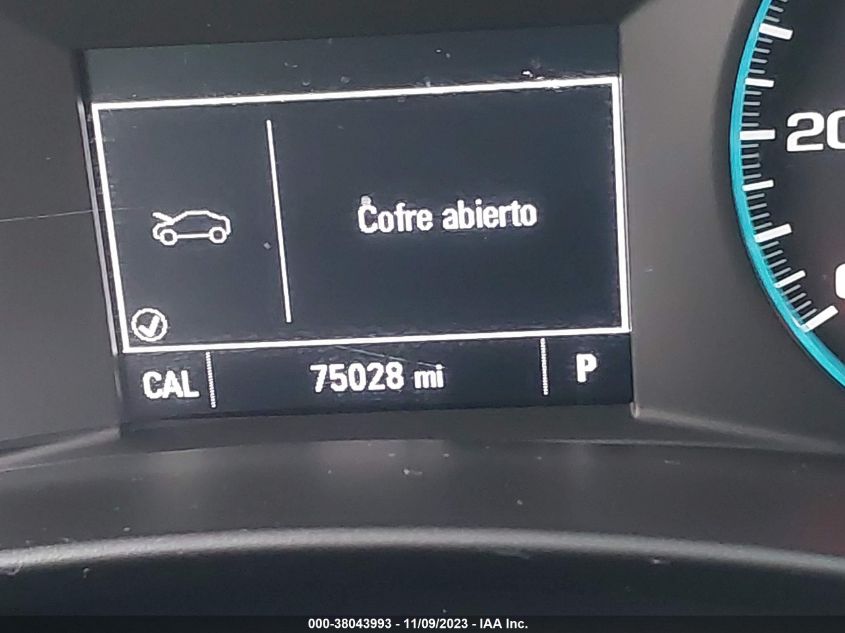 20
Cofre abierto
CAL 75028 mi P
000-38043993 - 11/09/2023 - IAA Inc.